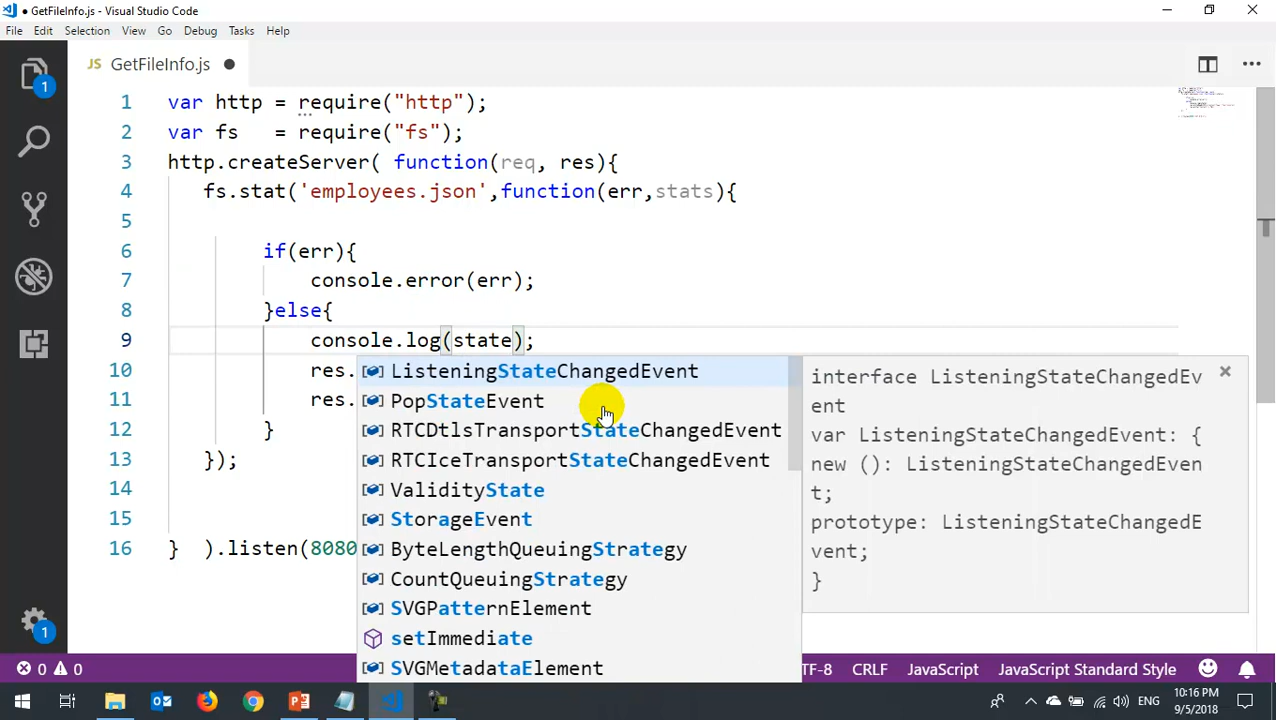 ● GetFileInfo.js - Visual Studio Code
File Edit Selection View Go Debug Tasks Help
JS GetFileInfo.js ●
1 var http = require("http");
2 var fs   = require("fs");
3 http.createServer( function(req, res){
4 fs.stat('employees.json',function(err,stats){
5
6 if(err){
7 console.error(err);
8 }else{
9 console.log(state);
10 res.
11 res.
12 }
13 });
14
15
16 }  ).listen(8080
ListeningStateChangedEvent
PopStateEvent
RTCDtlsTransportStateChangedEvent
RTCIceTransportStateChangedEvent
ValidityState
StorageEvent
ByteLengthQueuingStrategy
CountQueuingStrategy
SVGPatternElement
setImmediate
SVGMetadataElement
interface ListeningStateChangedEv
ent
var ListeningStateChangedEvent: {
new (): ListeningStateChangedEven
t;
prototype: ListeningStateChangedE
vent;
}
1
1
0 0 TF-8 CRLF JavaScript JavaScript Standard Style
ENG 10:16 PM
9/5/2018